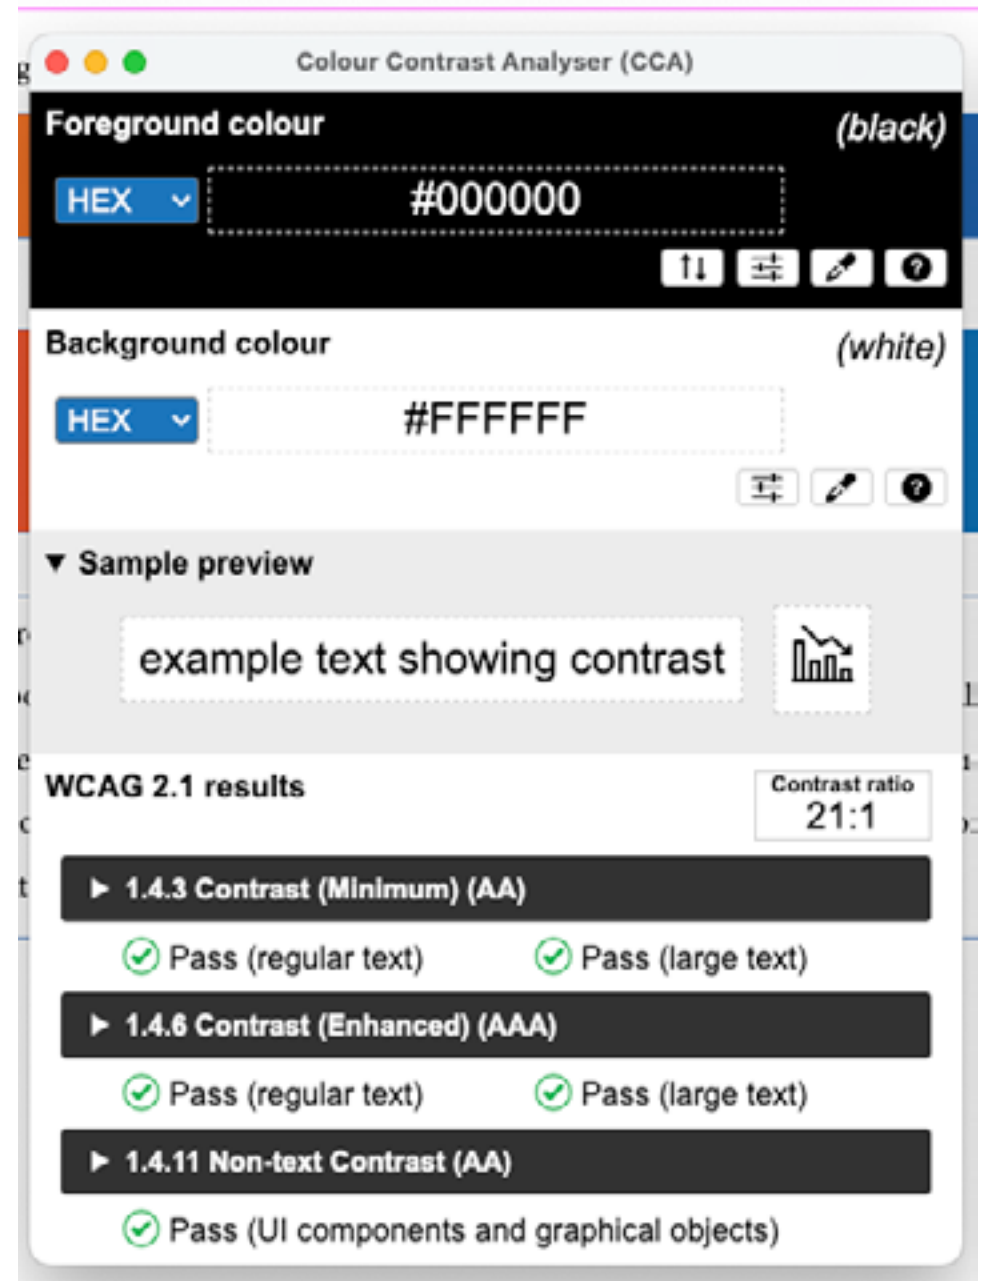 Colour Contrast Analyser (CCA)
Foreground colour (black)
HEX #000000
Background colour (white)
HEX #FFFFFF
Sample preview
example text showing contrast
WCAG 2.1 results
Contrast ratio
21:1
1.4.3 Contrast (Minimum) (AA)
Pass (regular text) Pass (large text)
1.4.6 Contrast (Enhanced) (AAA)
Pass (regular text) Pass (large text)
1.4.11 Non-text Contrast (AA)
Pass (UI components and graphical objects)